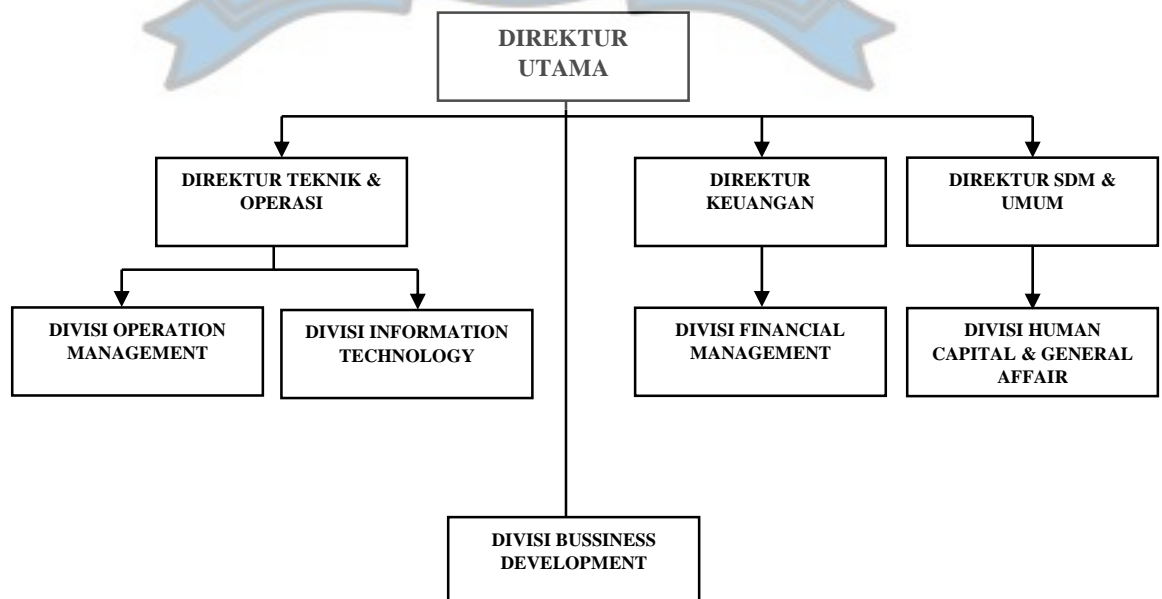 DIREKTUR
UTAMA
DIREKTUR TEKNIK &
OPERASI
DIREKTUR
KEUANGAN
DIREKTUR SDM &
UMUM
DIVISI OPERATION
MANAGEMENT
DIVISI INFORMATION
TECHNOLOGY
DIVISI FINANCIAL
MANAGEMENT
DIVISI HUMAN
CAPITAL & GENERAL
AFFAIR
DIVISI BUSSINESS
DEVELOPMENT